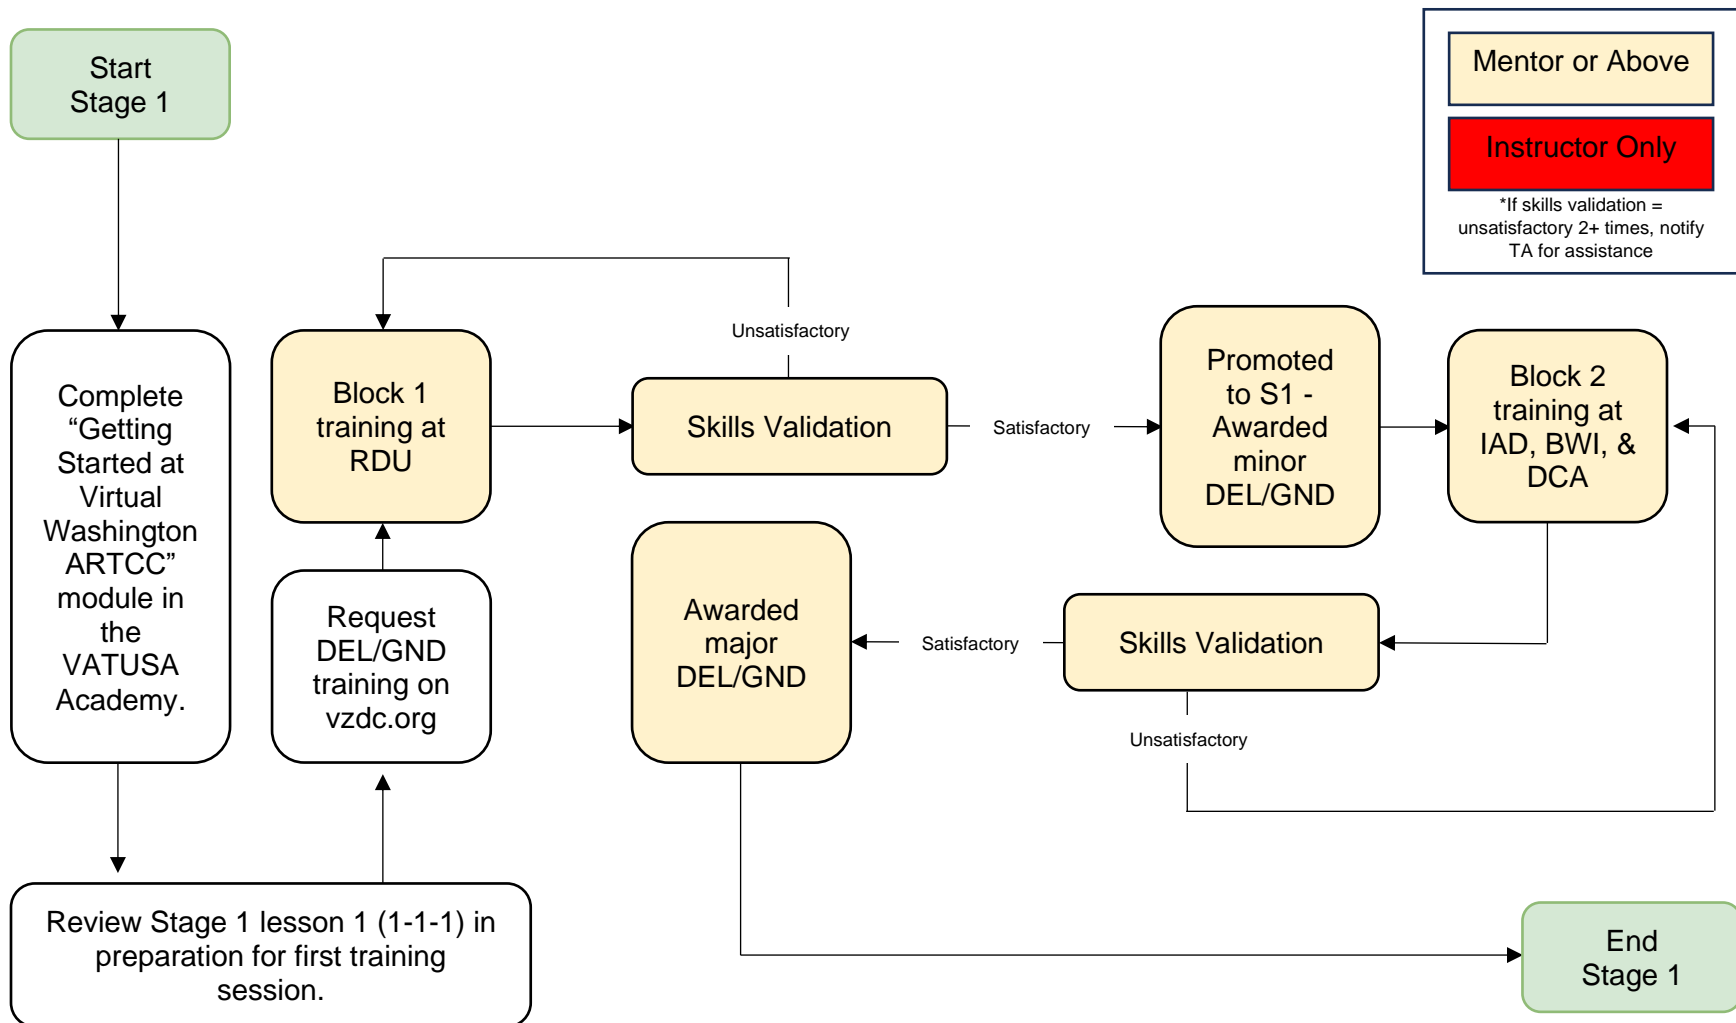 Start
Stage 1
Mentor or Above
Instructor Only
*If skills validation =
unsatisfactory 2+ times, notify
TA for assistance
Complete
“Getting
Started at
Virtual
Washington
ARTCC”
module in
the
VATUSA
Academy.
Review Stage 1 lesson 1 (1-1-1) in
preparation for first training
session.
Request
DEL/GND
training on
vzdc.org
Block 1
training at
RDU
Unsatisfactory
Skills Validation
Satisfactory
Promoted
to S1 -
Awarded
minor
DEL/GND
Block 2
training at
IAD, BWI, &
DCA
Skills Validation
Unsatisfactory
Satisfactory
Awarded
major
DEL/GND
End
Stage 1